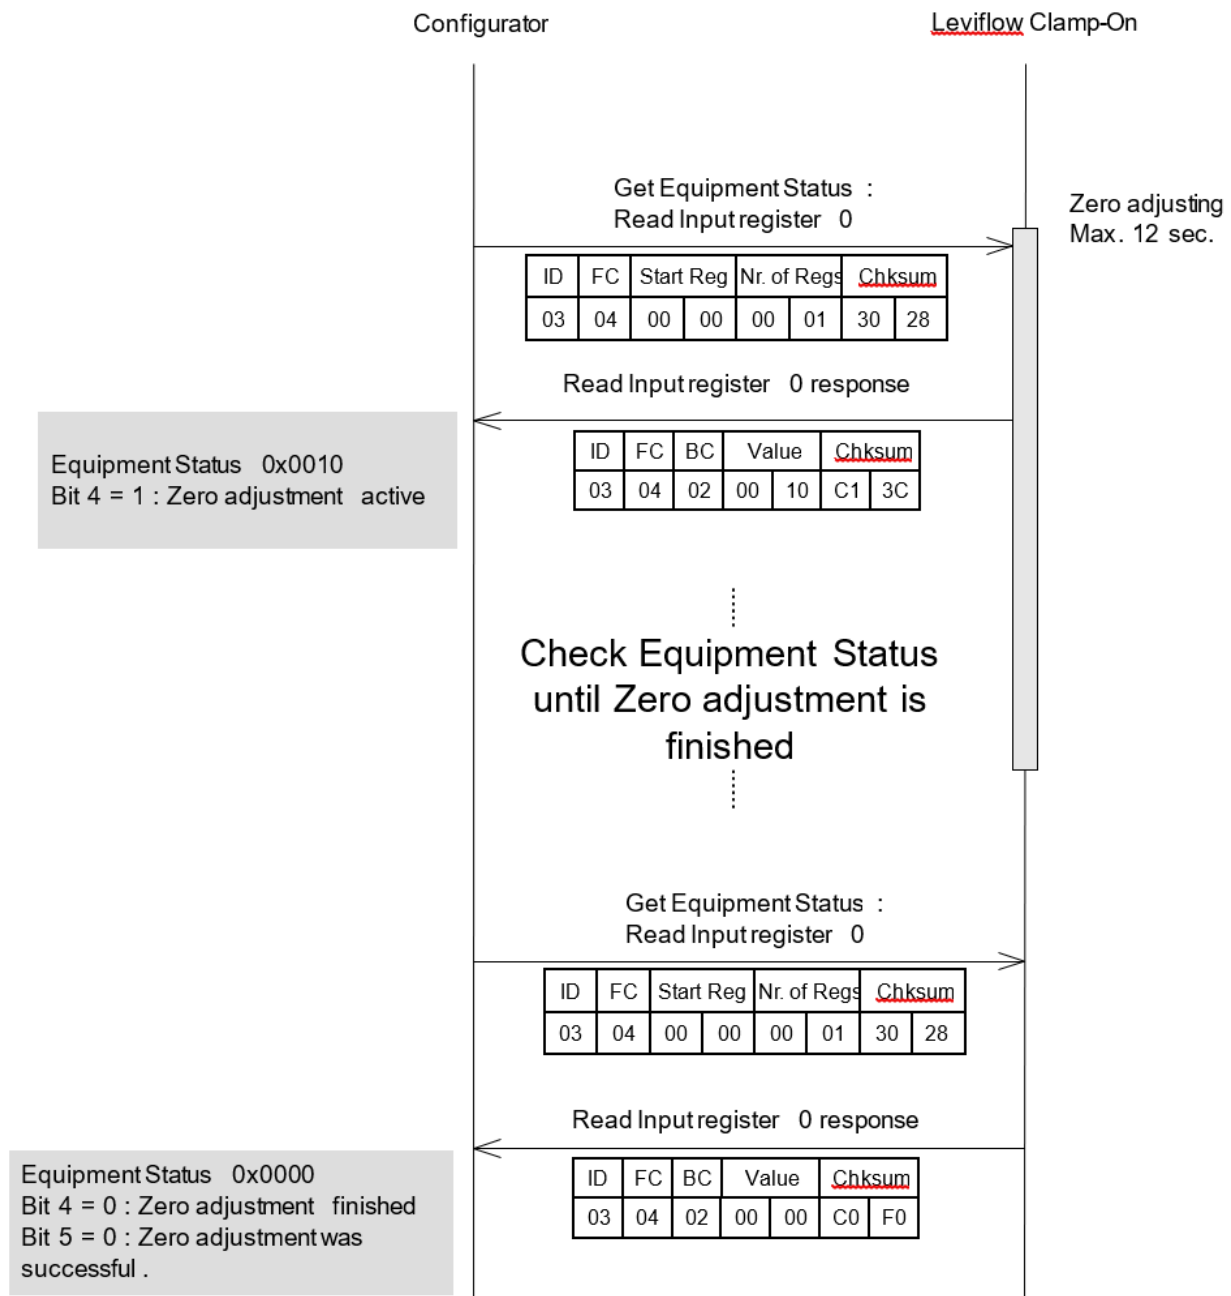 Configurator
Leviflow Clamp-On
Get Equipment Status :
Read Input register 0
Zero adjusting
Max. 12 sec.
ID FC Start Reg Nr. of Regs Chksum
03 04 00 00 00 01 30 28
Read Input register 0 response
ID FC BC Value Chksum
03 04 02 00 10 C1 3C
Equipment Status 0x0010
Bit 4 = 1 : Zero adjustment active
Check Equipment Status
until Zero adjustment is
finished
Get Equipment Status :
Read Input register 0
ID FC Start Reg Nr. of Regs Chksum
03 04 00 00 00 01 30 28
Read Input register 0 response
ID FC BC Value Chksum
03 04 02 00 00 C0 F0
Equipment Status 0x0000
Bit 4 = 0 : Zero adjustment finished
Bit 5 = 0 : Zero adjustment was
successful .